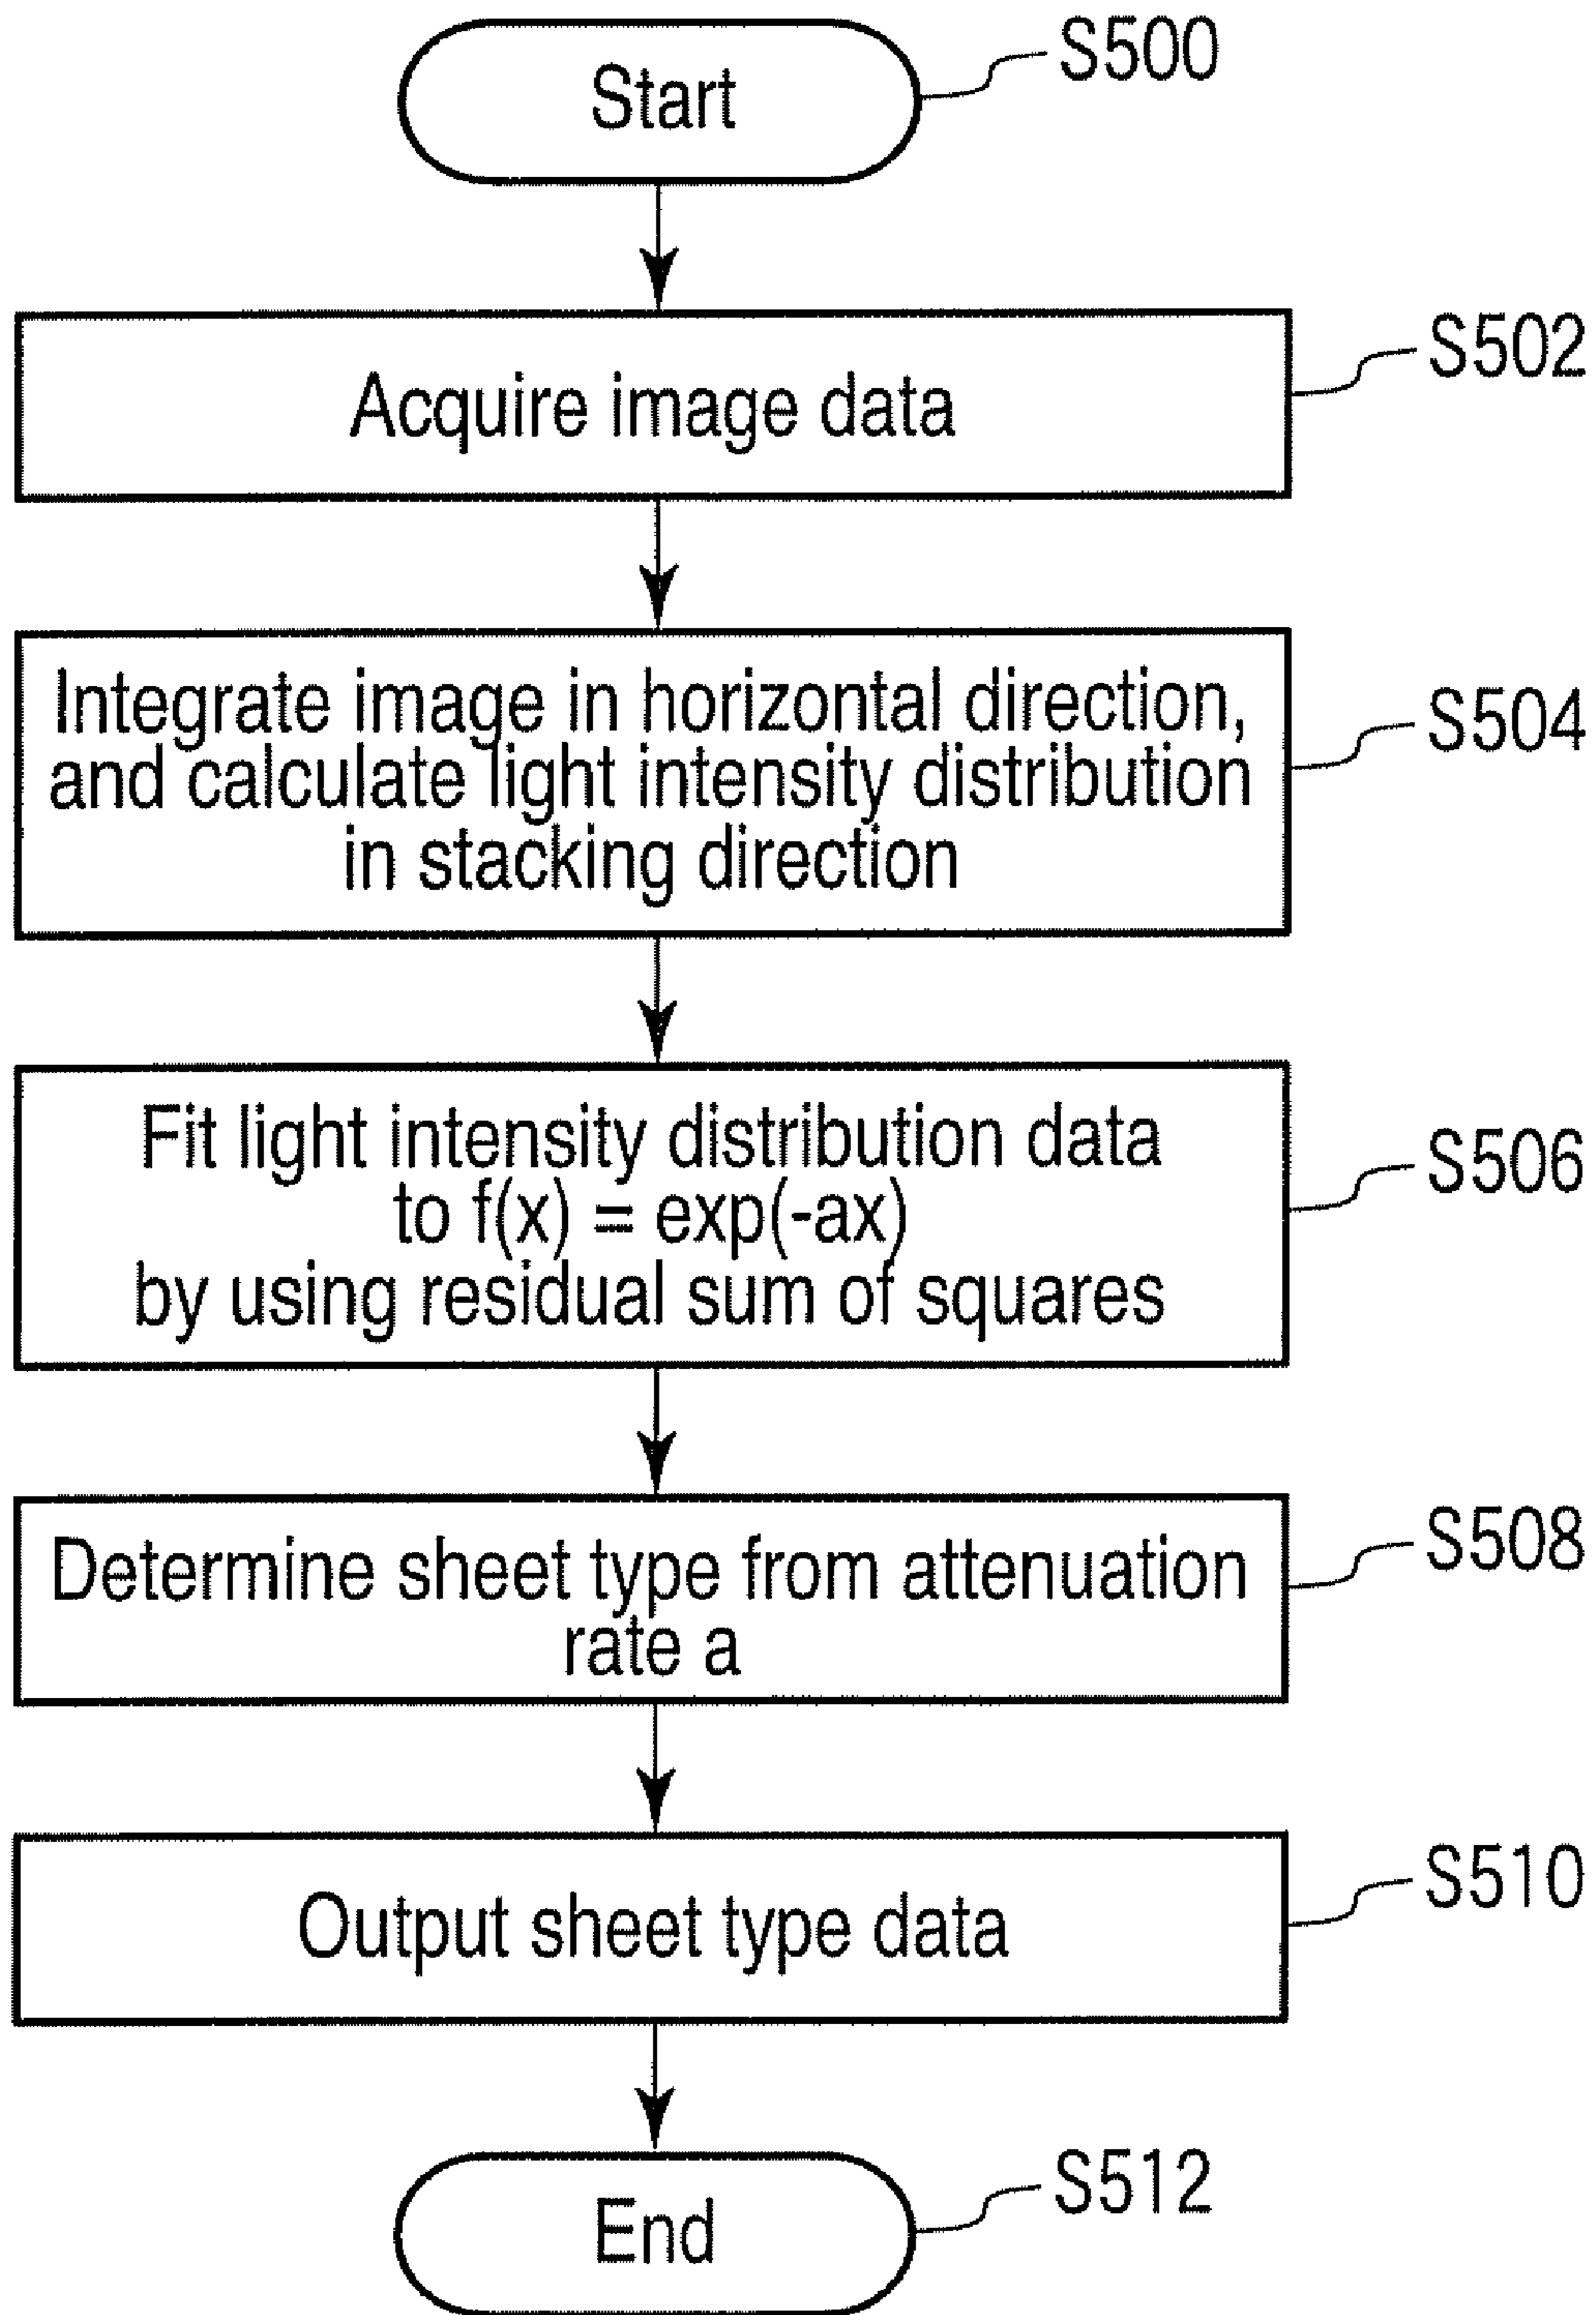 Start
S500
Acquire image data
S502
Integrate image in horizontal direction,
and calculate light intensity distribution
in stacking direction
S504
Fit light intensity distribution data
to f(x) = exp(-ax)
by using residual sum of squares
S506
Determine sheet type from attenuation
rate a
S508
Output sheet type data
S510
End
S512